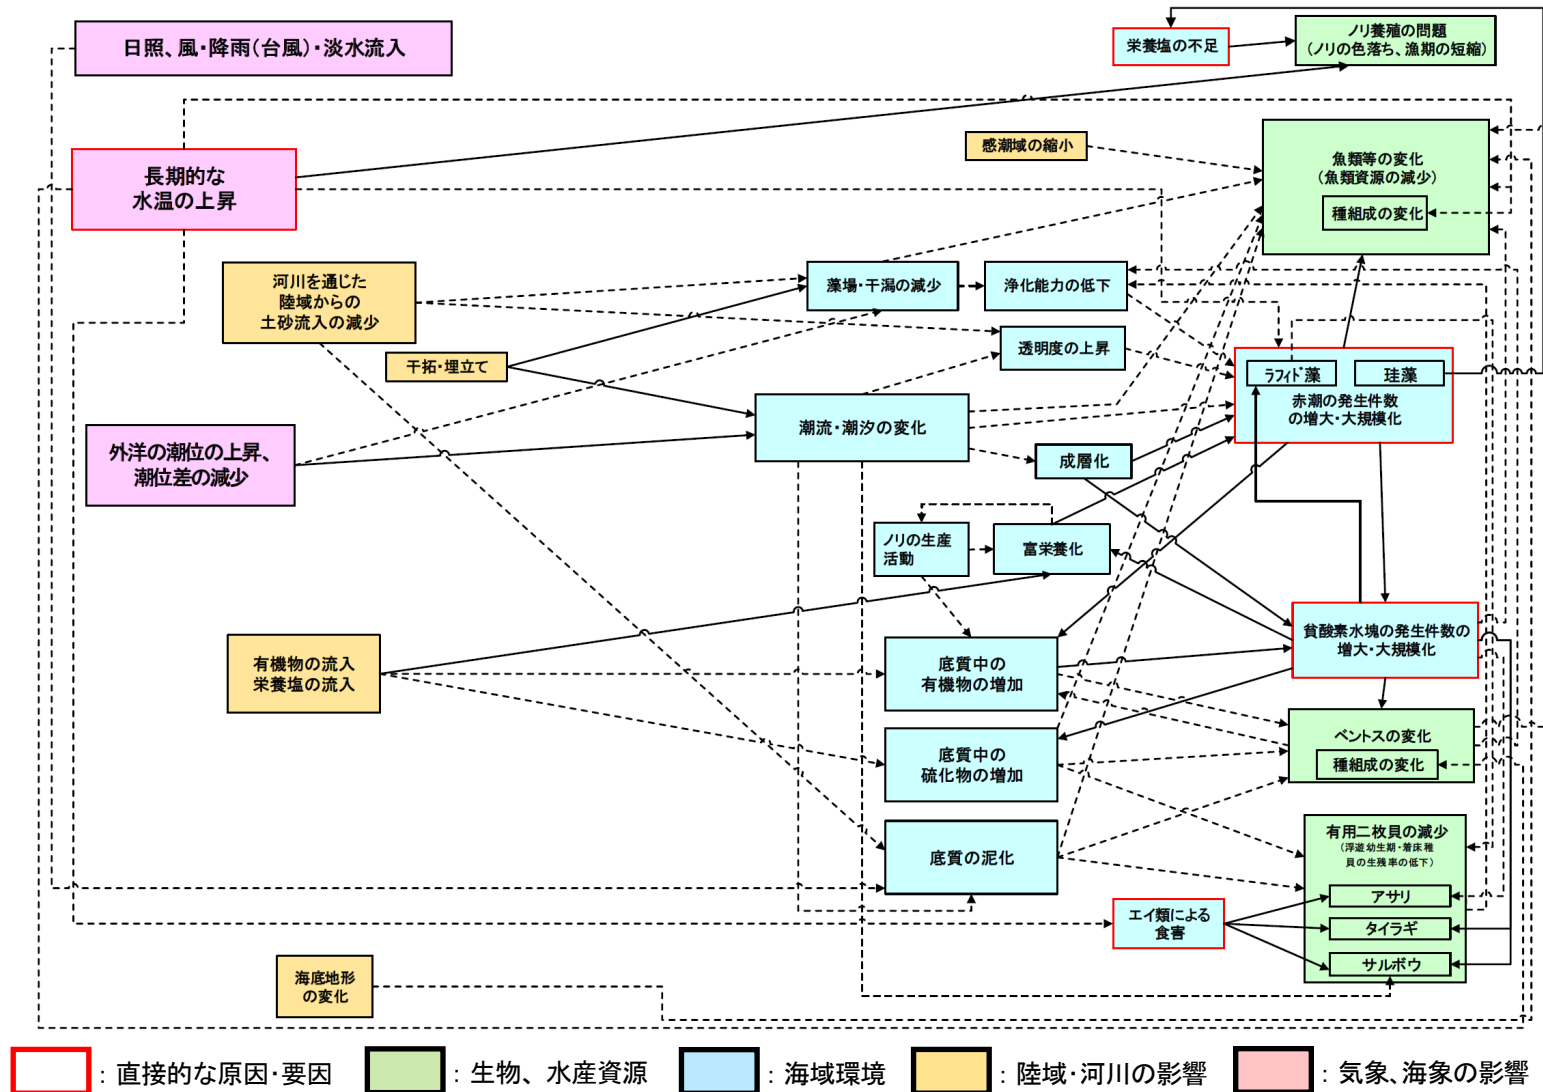 日照、風・降雨(台風)・淡水流入
栄養塩の不足
ノリ養殖の問題
(ノリの色落ち、漁期の短縮)
長期的な
水温の上昇
感潮域の縮小
魚類等の変化
(魚類資源の減少)
種組成の変化
河川を通じた
陸域からの
土砂流入の減少
藻場・干潟の減少
浄化能力の低下
透明度の上昇
干拓・埋立て
ラフィド藻
珪藻
赤潮の発生件数
の増大・大規模化
潮流・潮汐の変化
外洋の潮位の上昇、
潮位差の減少
成層化
ノリの生産
活動
富栄養化
有機物の流入
栄養塩の流入
底質中の
有機物の増加
貧酸素水塊の発生件数の
増大・大規模化
底質中の
硫化物の増加
ベントスの変化
種組成の変化
底質の泥化
有用二枚貝の減少
(浮遊幼生期・着床稚
貝の生残率の低下)
アサリ
タイラギ
サルボウ
エイ類による
食害
海底地形
の変化
：直接的な原因・要因
：生物、水産資源
：海域環境
：陸域・河川の影響
：気象、海象の影響